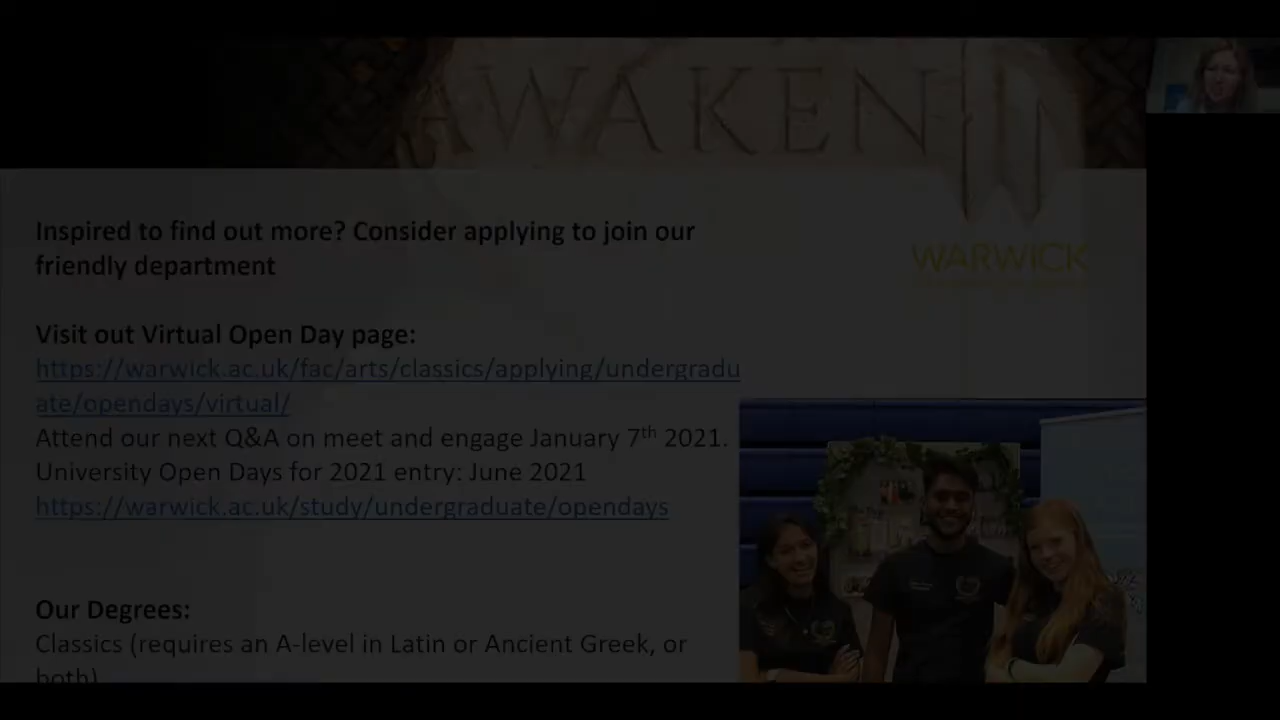 AWAKEN
Inspired to find out more? Consider applying to join our
friendly department
WARWICK
Visit out Virtual Open Day page:
https://warwick.ac.uk/fac/arts/classics/applying/undergradu
ate/opendays/virtual/
Attend our next Q&A on meet and engage January 7th 2021.
University Open Days for 2021 entry: June 2021
https://warwick.ac.uk/study/undergraduate/opendays
Our Degrees:
Classics (requires an A-level in Latin or Ancient Greek, or
both)